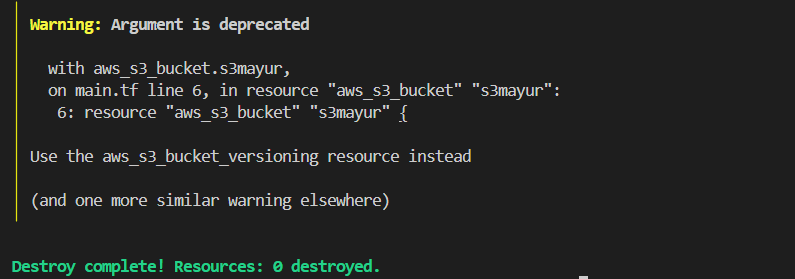 Warning: Argument is deprecated
with aws_s3_bucket.s3mayur,
on main.tf line 6, in resource "aws_s3_bucket" "s3mayur":
6: resource "aws_s3_bucket" "s3mayur" {
Use the aws_s3_bucket_versioning resource instead
(and one more similar warning elsewhere)
Destroy complete! Resources: 0 destroyed.